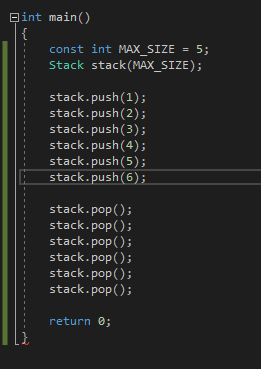 int main()
{
const int MAX_SIZE = 5;
Stack stack(MAX_SIZE);
stack.push(1);
stack.push(2);
stack.push(3);
stack.push(4);
stack.push(5);
stack.push(6);
stack.pop();
stack.pop();
stack.pop();
stack.pop();
stack.pop();
stack.pop();
return 0;
}